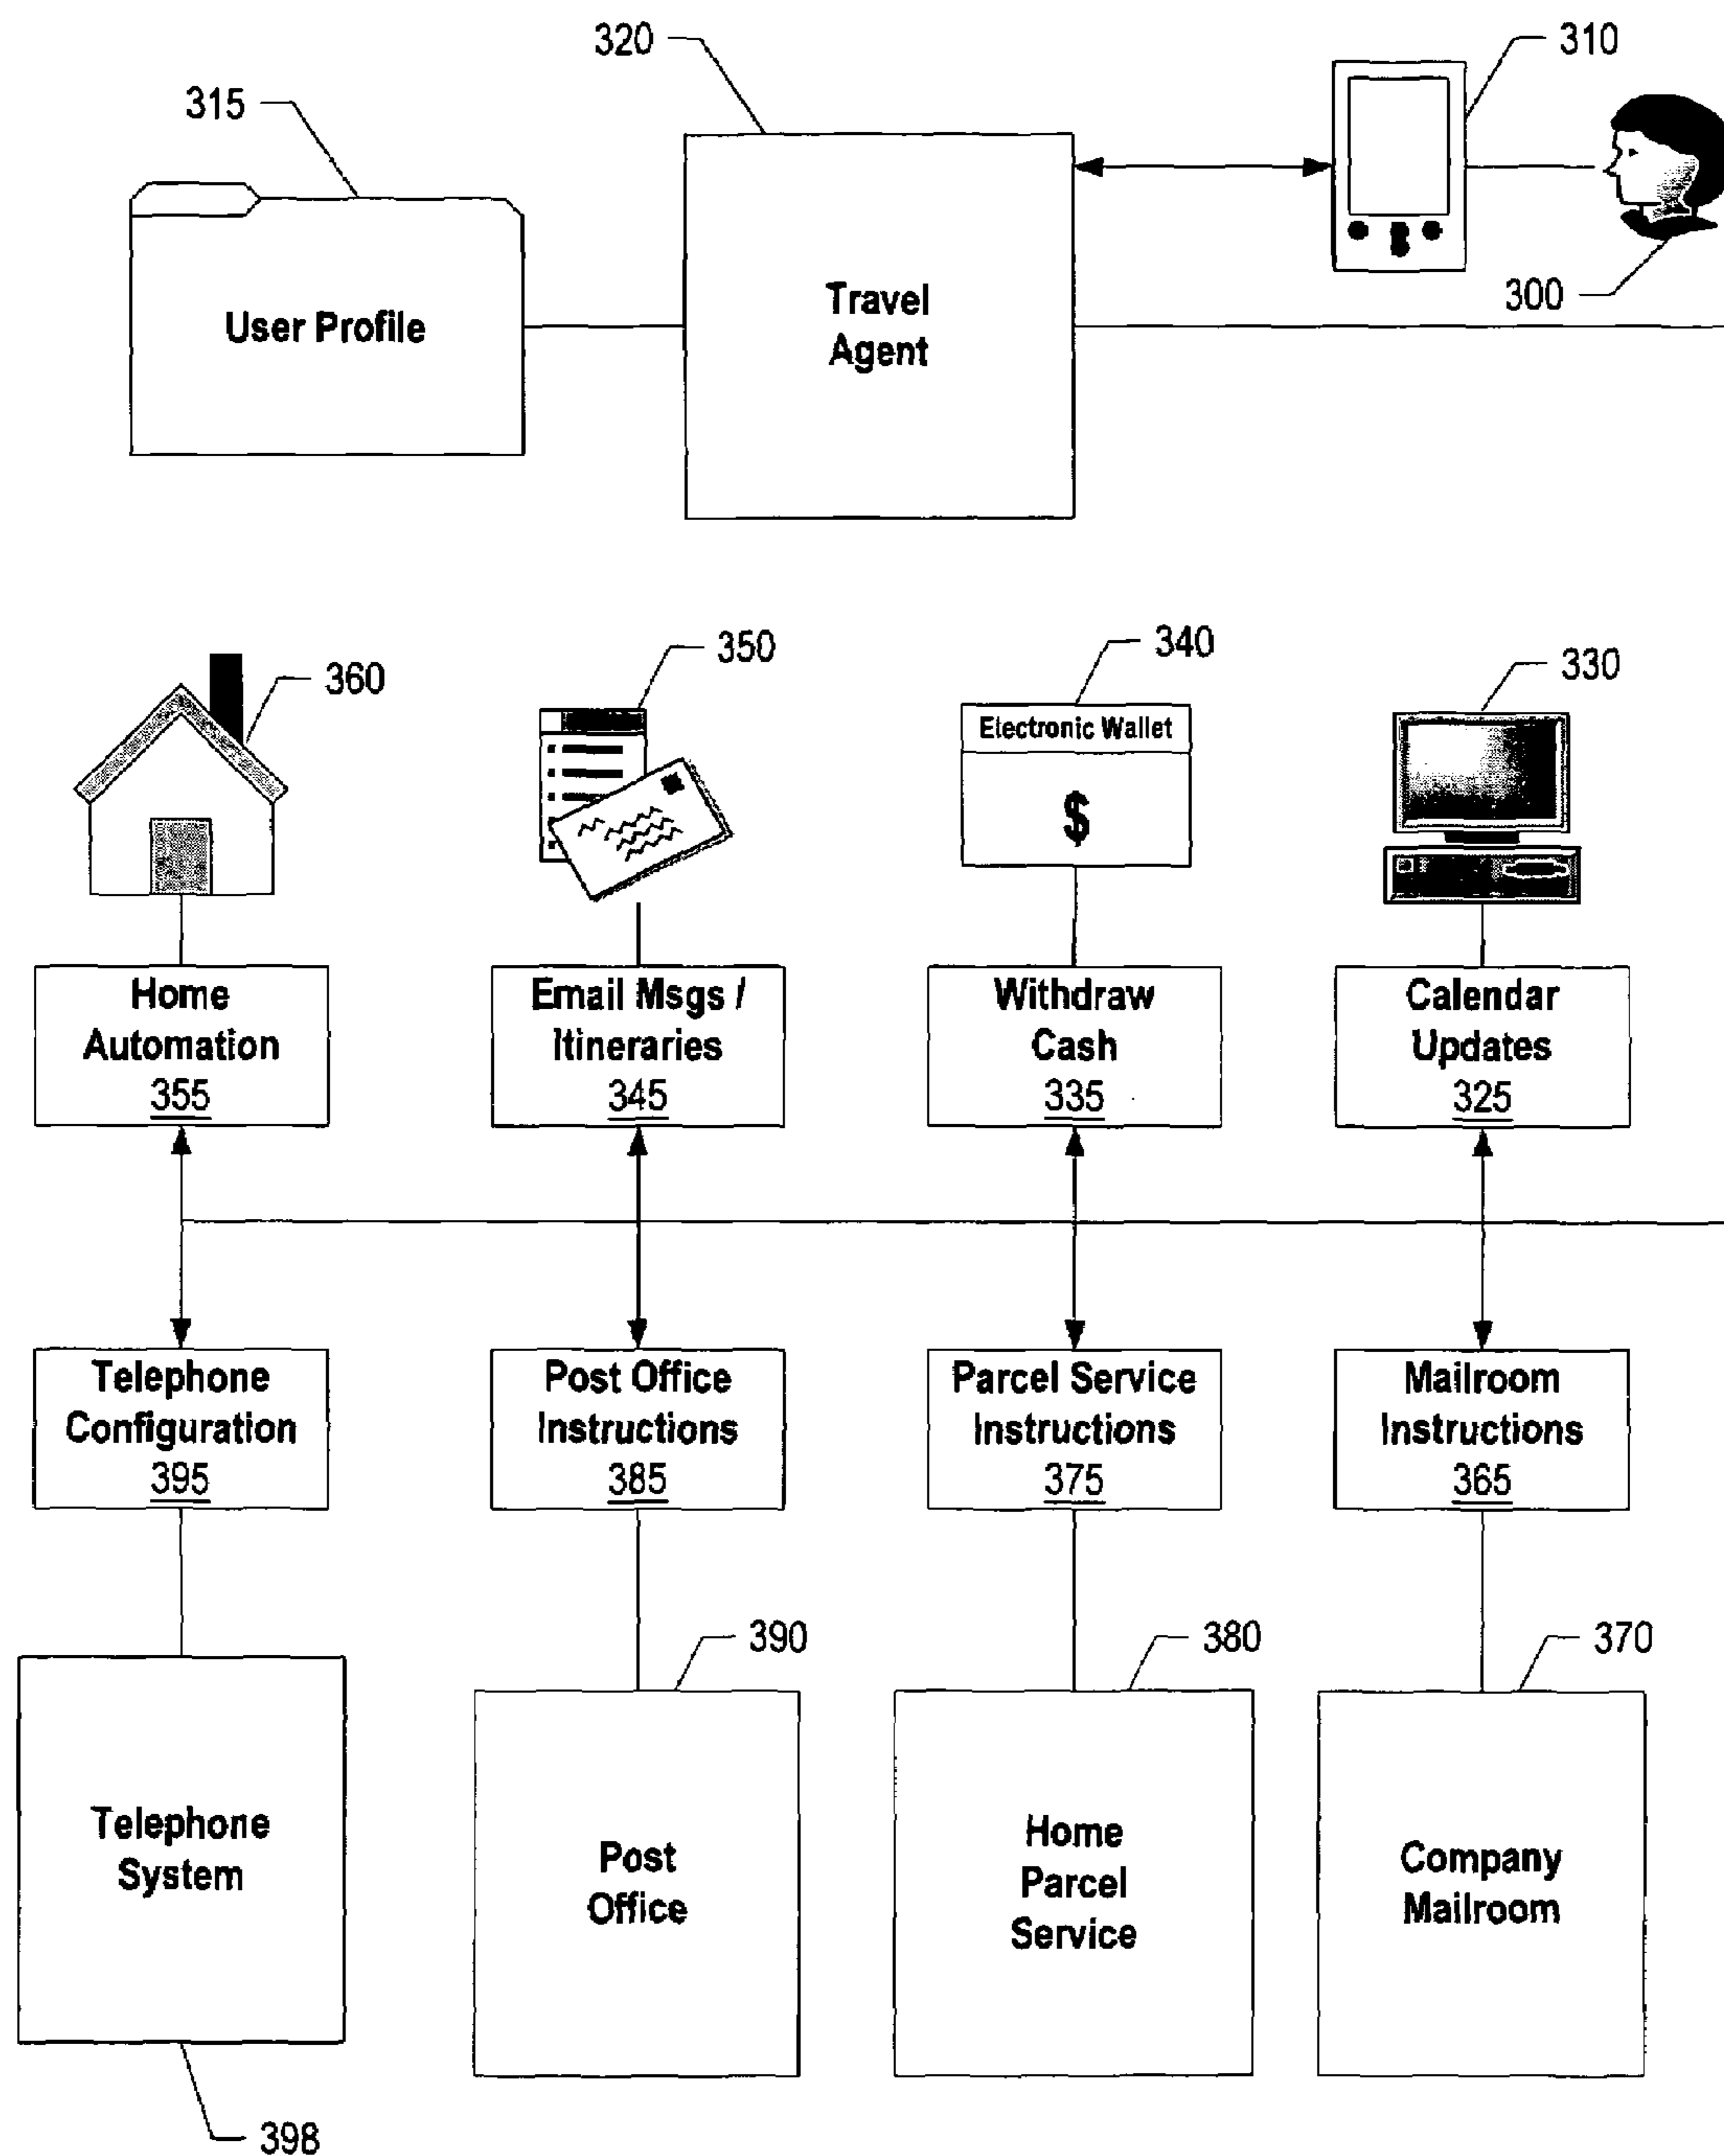 320
310
315
User Profile
Travel
Agent
300
360
350
340
330
Electronic Wallet
$
Home
Automation
355
Email Msgs /
Itineraries
345
Withdraw
Cash
335
Calendar
Updates
325
Telephone
Configuration
395
Post Office
Instructions
385
Parcel Service
Instructions
375
Mailroom
Instructions
365
390
380
370
Telephone
System
Post
Office
Home
Parcel
Service
Company
Mailroom
398